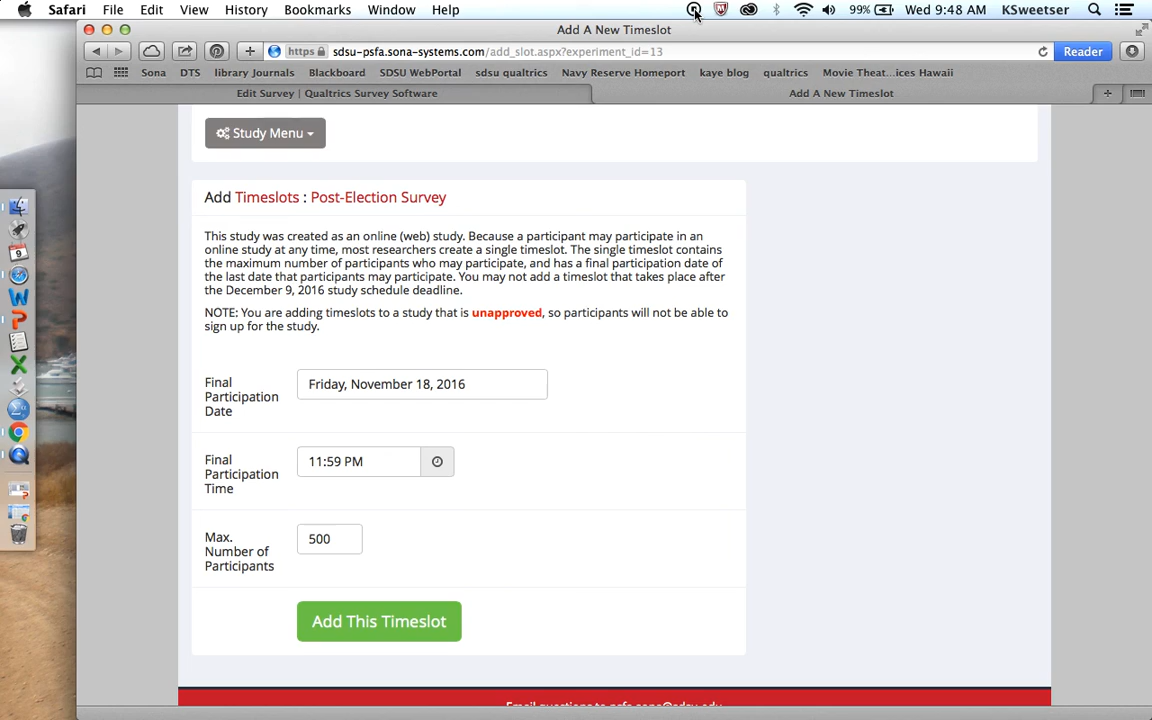 Safari File Edit View History Bookmarks Window Help 99% Wed 9:48 AM KSweetser
Add A New Timeslot
https sdsu-psfa.sona-systems.com/add_slot.aspx?experiment_id=13 Reader
Sona DTS library Journals Blackboard SDSU WebPortal sdsu qualtrics Navy Reserve Homeport kaye blog qualtrics Movie Theat...ices Hawaii
Edit Survey | Qualtrics Survey Software Add A New Timeslot
Study Menu
Add Timeslots : Post-Election Survey
This study was created as an online (web) study. Because a participant may participate in an
online study at any time, most researchers create a single timeslot. The single timeslot contains
the maximum number of participants who may participate, and has a final participation date of
the last date that participants may participate. You may not add a timeslot that takes place after
the December 9, 2016 study schedule deadline.
NOTE: You are adding timeslots to a study that is unapproved, so participants will not be able to
sign up for the study.
Final
Participation
Date
Friday, November 18, 2016
Final
Participation
Time
11:59 PM
Max.
Number of
Participants
500
Add This Timeslot
Email questions to psfa.sona@sdsu.edu